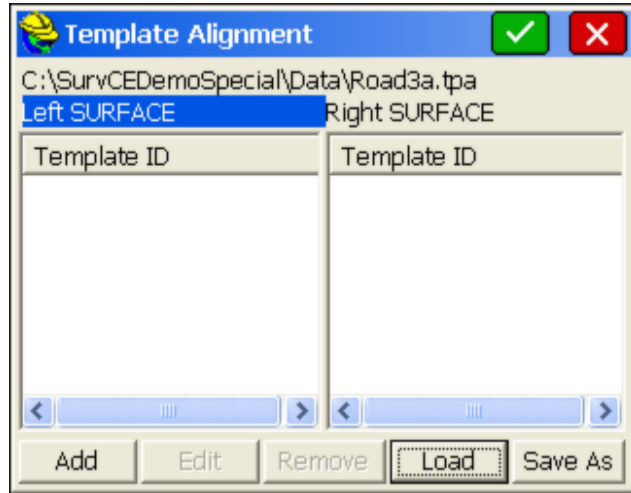 Template Alignment
C:\SurvCEDemoSpecial\Data\Road3a.tpa
Left SURFACE Right SURFACE
Template ID Template ID
Add Edit Remove Load Save As